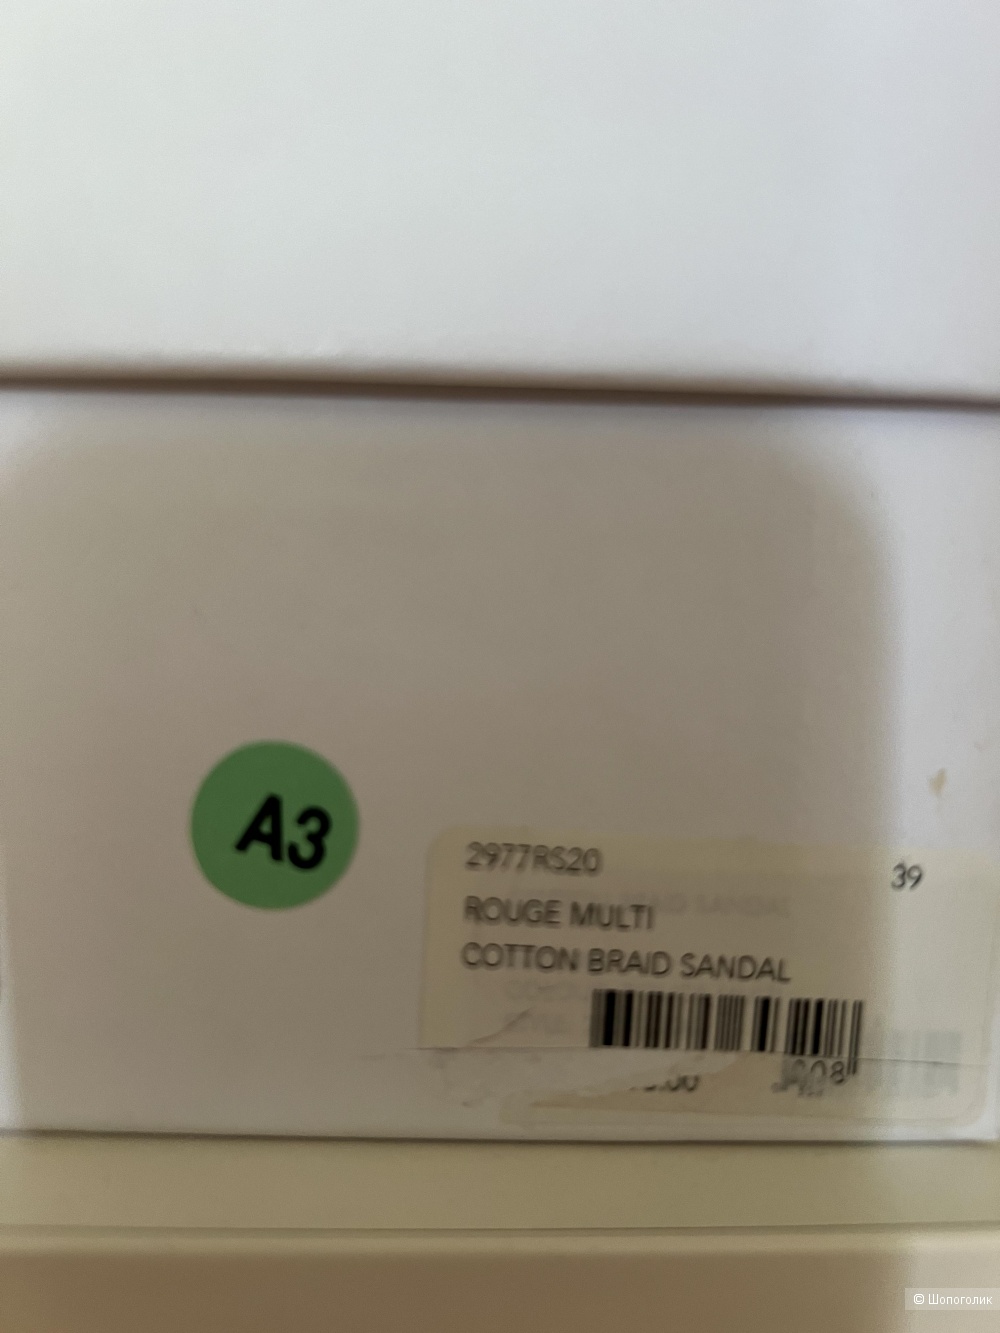 A3
2977RS20
39
ROUGE MULTI
COTTON BRAID SANDAL
© Шопоголик